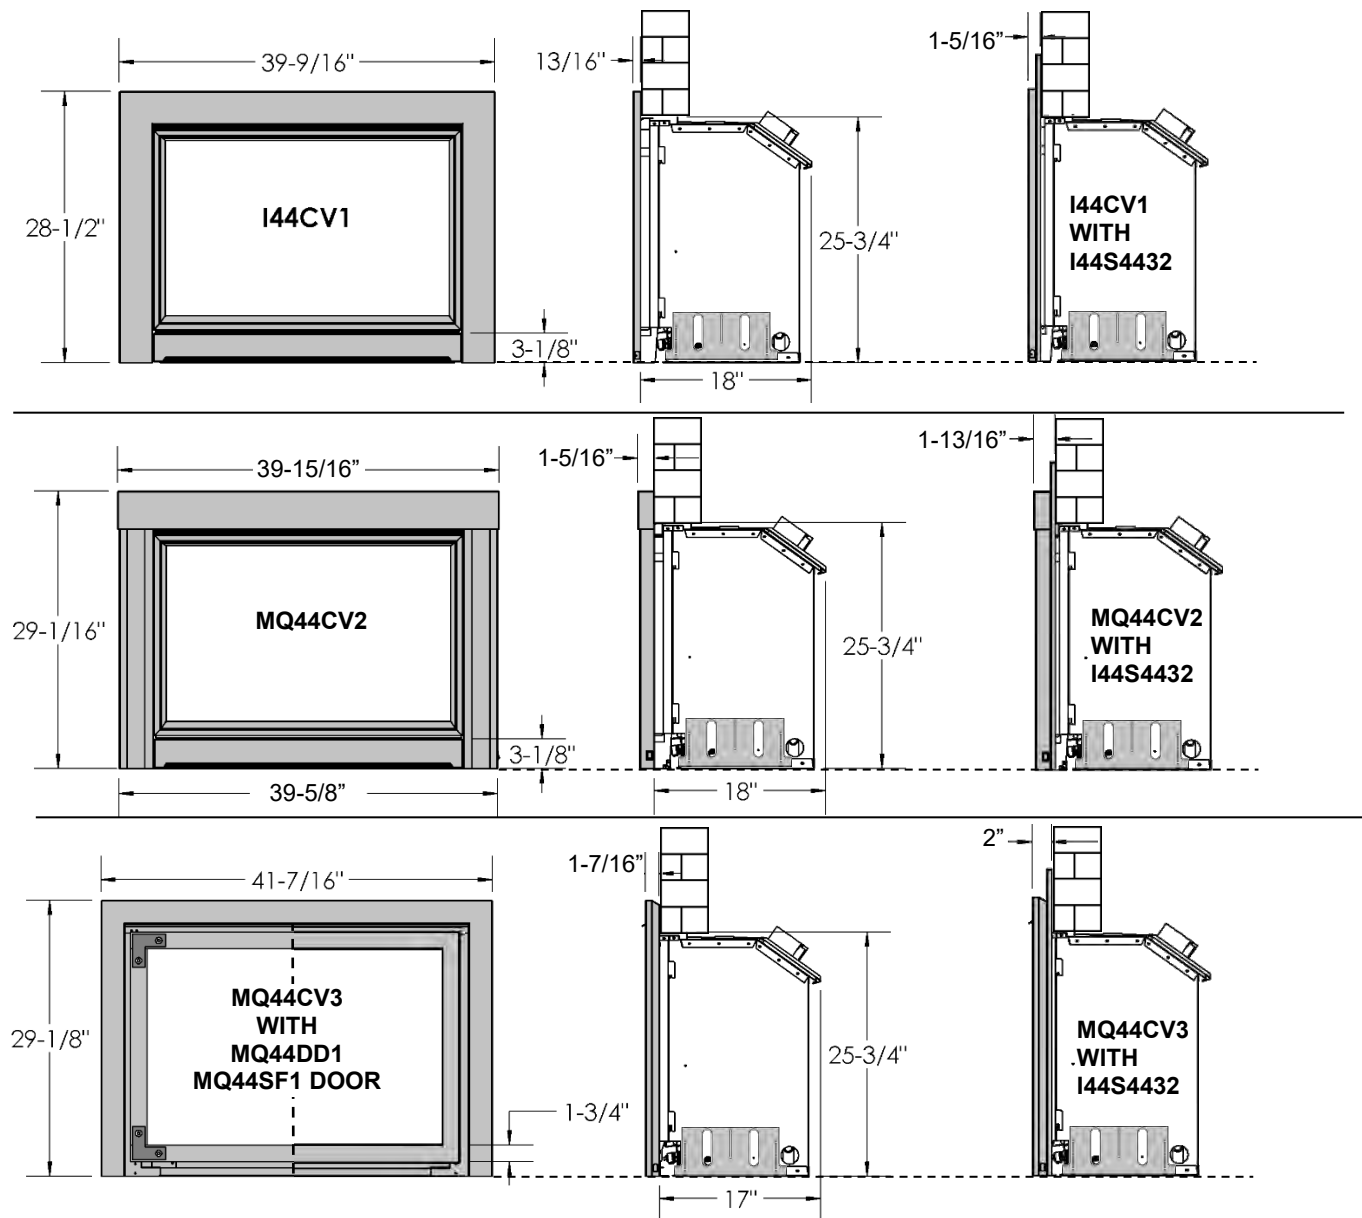 39-9/16"
13/16"
1-5/16”
28-1/2"
I44CV1
25-3/4"
I44CV1
WITH
I44S4432
3-1/8"
18"
39-15/16”
1-5/16”
1-13/16”
29-1/16"
MQ44CV2
25-3/4"
MQ44CV2
WITH
I44S4432
3-1/8"
39-5/8”
18"
41-7/16"
1-7/16”
2”
29-1/8"
MQ44CV3
WITH
MQ44DD1
MQ44SF1 DOOR
25-3/4"
MQ44CV3
WITH
I44S4432
1-3/4"
17"